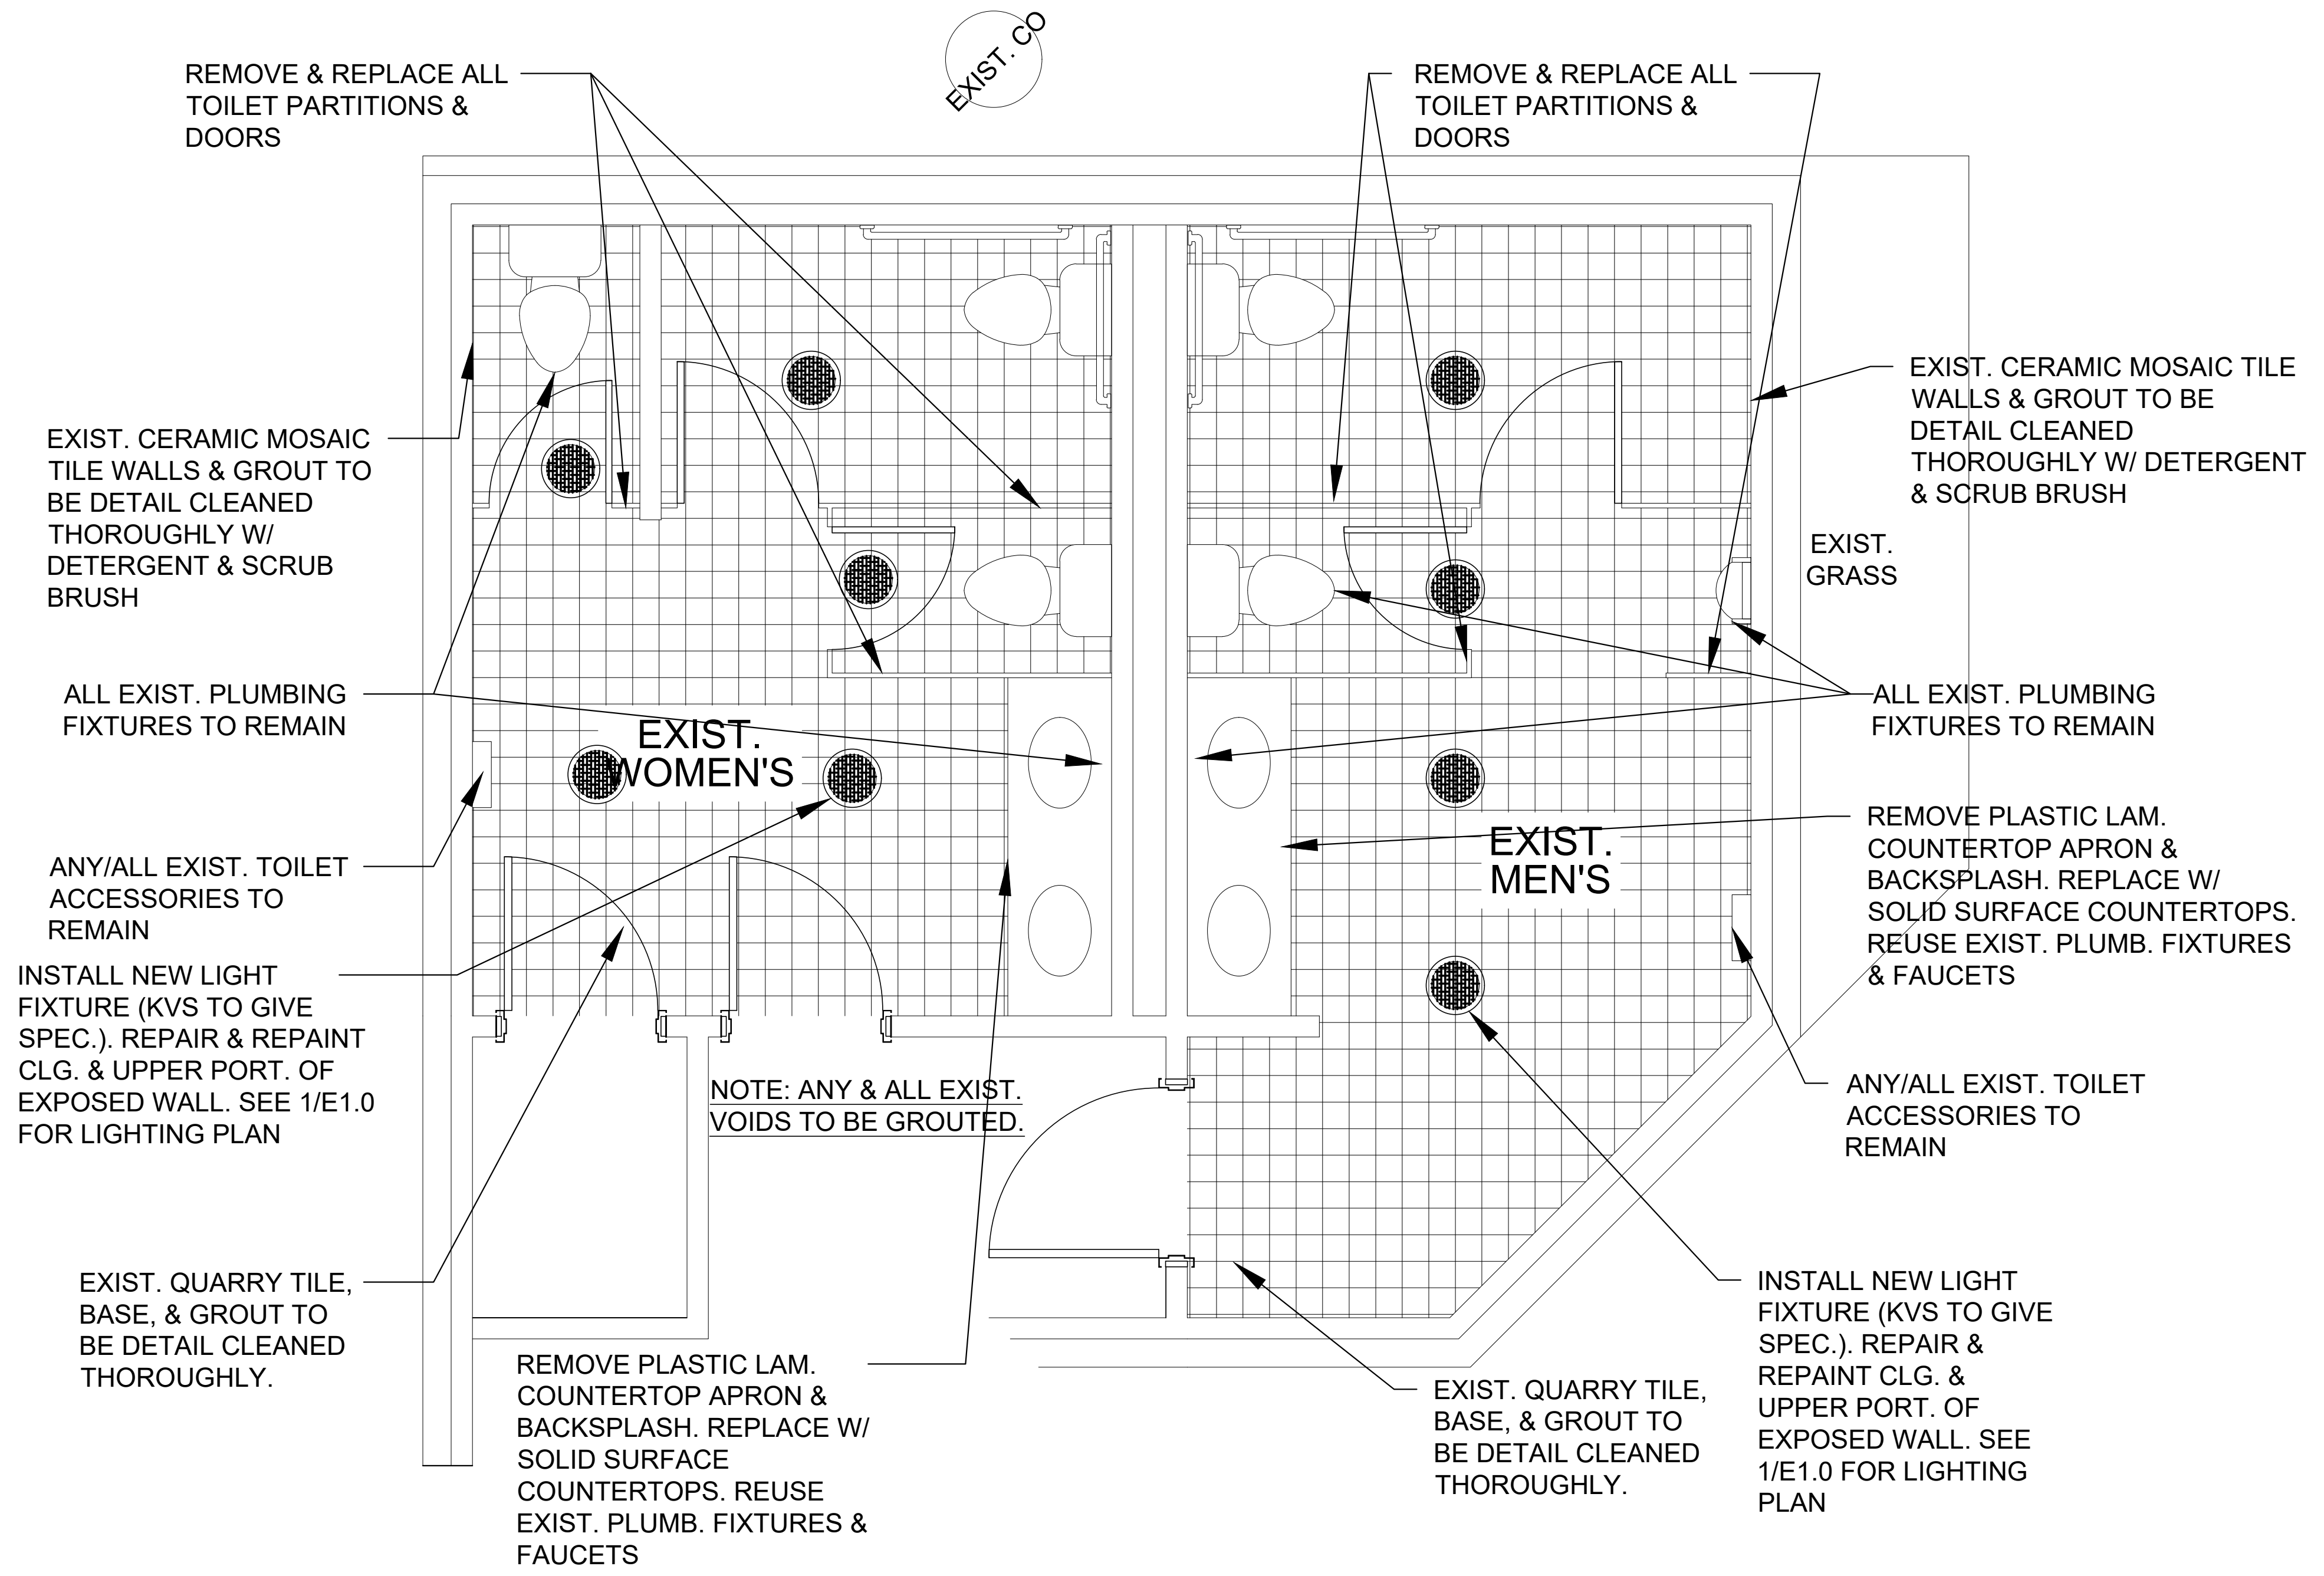 EXIST. CO
REMOVE & REPLACE ALL
TOILET PARTITIONS &
DOORS
REMOVE & REPLACE ALL
TOILET PARTITIONS &
DOORS
EXIST. CERAMIC MOSAIC
TILE WALLS & GROUT TO
BE DETAIL CLEANED
THOROUGHLY W/
DETERGENT & SCRUB
BRUSH
EXIST. CERAMIC MOSAIC TILE
WALLS & GROUT TO BE
DETAIL CLEANED
THOROUGHLY W/ DETERGENT
& SCRUB BRUSH
EXIST.
GRASS
ALL EXIST. PLUMBING
FIXTURES TO REMAIN
EXIST.
WOMEN'S
ALL EXIST. PLUMBING
FIXTURES TO REMAIN
ANY/ALL EXIST. TOILET
ACCESSORIES TO
REMAIN
EXIST.
MEN'S
REMOVE PLASTIC LAM.
COUNTERTOP APRON &
BACKSPLASH. REPLACE W/
SOLID SURFACE COUNTERTOPS.
REUSE EXIST. PLUMB. FIXTURES
& FAUCETS
INSTALL NEW LIGHT
FIXTURE (KVS TO GIVE
SPEC.). REPAIR & REPAINT
CLG. & UPPER PORT. OF
EXPOSED WALL. SEE 1/E1.0
FOR LIGHTING PLAN
NOTE: ANY & ALL EXIST.
VOIDS TO BE GROUTED.
ANY/ALL EXIST. TOILET
ACCESSORIES TO
REMAIN
EXIST. QUARRY TILE,
BASE, & GROUT TO
BE DETAIL CLEANED
THOROUGHLY.
REMOVE PLASTIC LAM.
COUNTERTOP APRON &
BACKSPLASH. REPLACE W/
SOLID SURFACE
COUNTERTOPS. REUSE
EXIST. PLUMB. FIXTURES &
FAUCETS
EXIST. QUARRY TILE,
BASE, & GROUT TO
BE DETAIL CLEANED
THOROUGHLY.
INSTALL NEW LIGHT
FIXTURE (KVS TO GIVE
SPEC.). REPAIR &
REPAINT CLG. &
UPPER PORT. OF
EXPOSED WALL. SEE
1/E1.0 FOR LIGHTING
PLAN